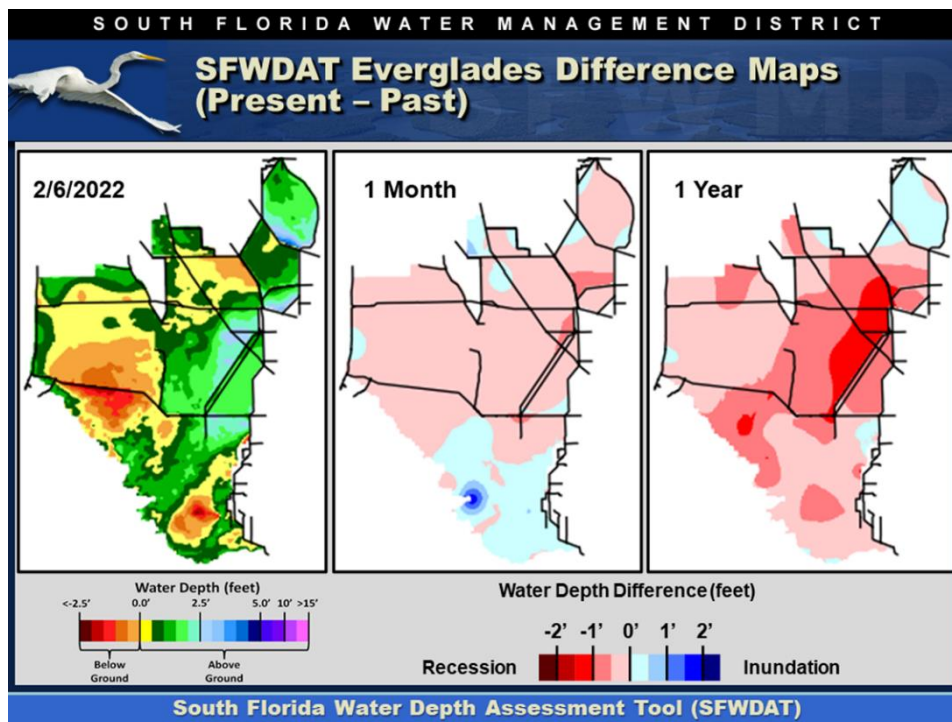 SOUTH FLORIDA WATER MANAGEMENT DISTRICT
SFWDAT Everglades Difference Maps
(Present – Past)
SFWMD
2/6/2022
1 Month
1 Year
Water Depth (feet)
<-2.5' 0.0' 2.5' 5.0' 10' >15'
Below
Ground
Above
Ground
Water Depth Difference (feet)
-2' -1' 0' 1' 2'
Recession Inundation
South Florida Water Depth Assessment Tool (SFWDAT)